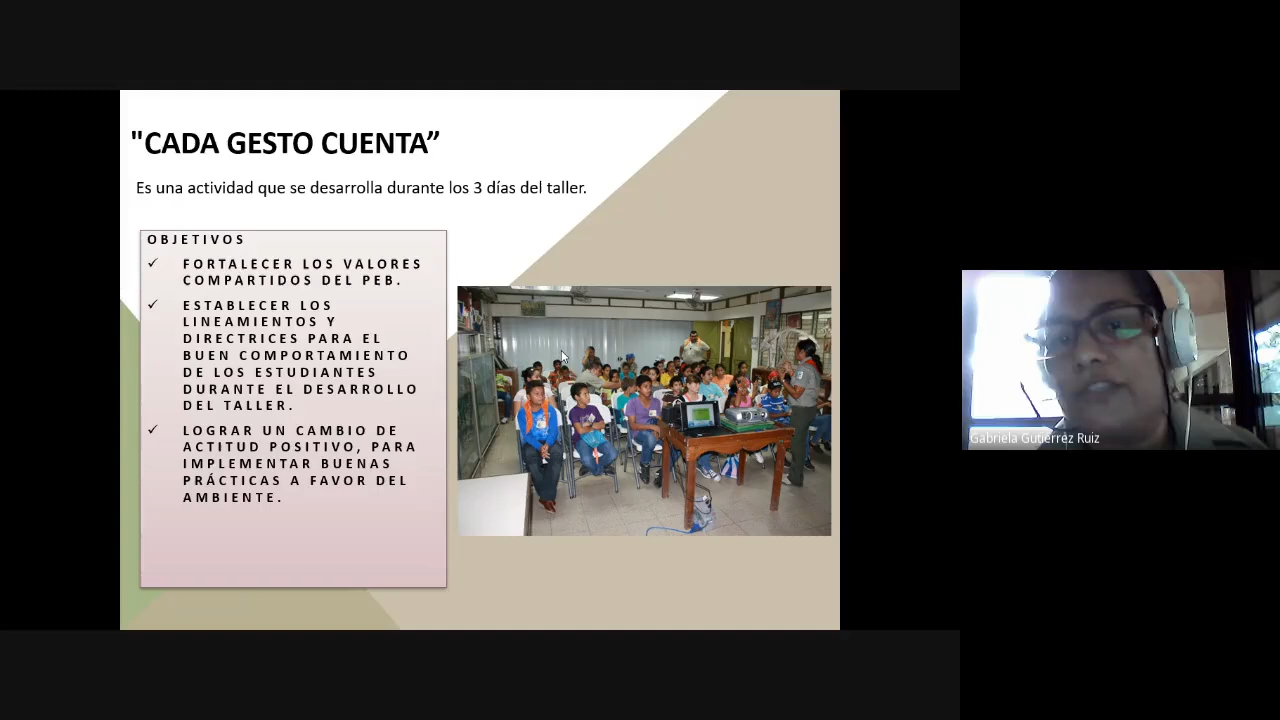 "CADA GESTO CUENTA”
Es una actividad que se desarrolla durante los 3 días del taller.
OBJETIVOS
✓ FORTALECER LOS VALORES
COMPARTIDOS DEL PEB.
✓ ESTABLECER LOS
LINEAMIENTOS Y
DIRECTRICES PARA EL
BUEN COMPORTAMIENTO
DE LOS ESTUDIANTES
DURANTE EL DESARROLLO
DEL TALLER.
✓ LOGRAR UN CAMBIO DE
ACTITUD POSITIVO, PARA
IMPLEMENTAR BUENAS
PRÁCTICAS A FAVOR DEL
AMBIENTE.
Gabriela Gutiérrez Ruiz